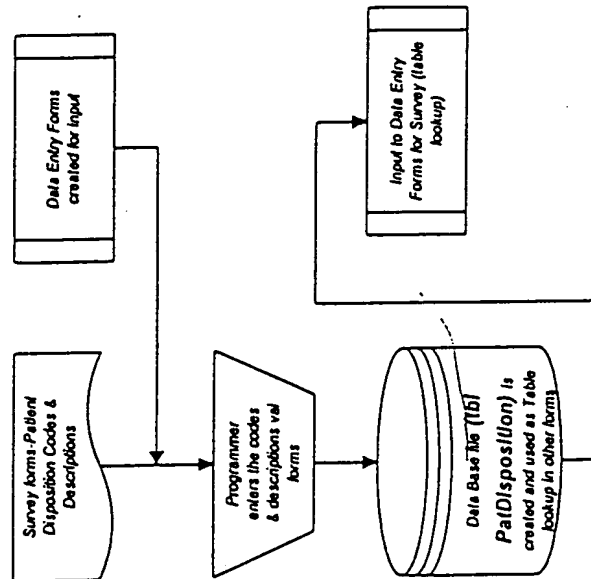 Survey forms-Patient
Disposition Codes &
Descriptions
Data Entry Forms
created for Input
Programmer
enters the codes
& descriptions val
forms
Data Base file (tbl
PatDisposition) is
created and used as Table
lookup in other forms
Input to Data Entry
Forms for Survey (table
lookup)